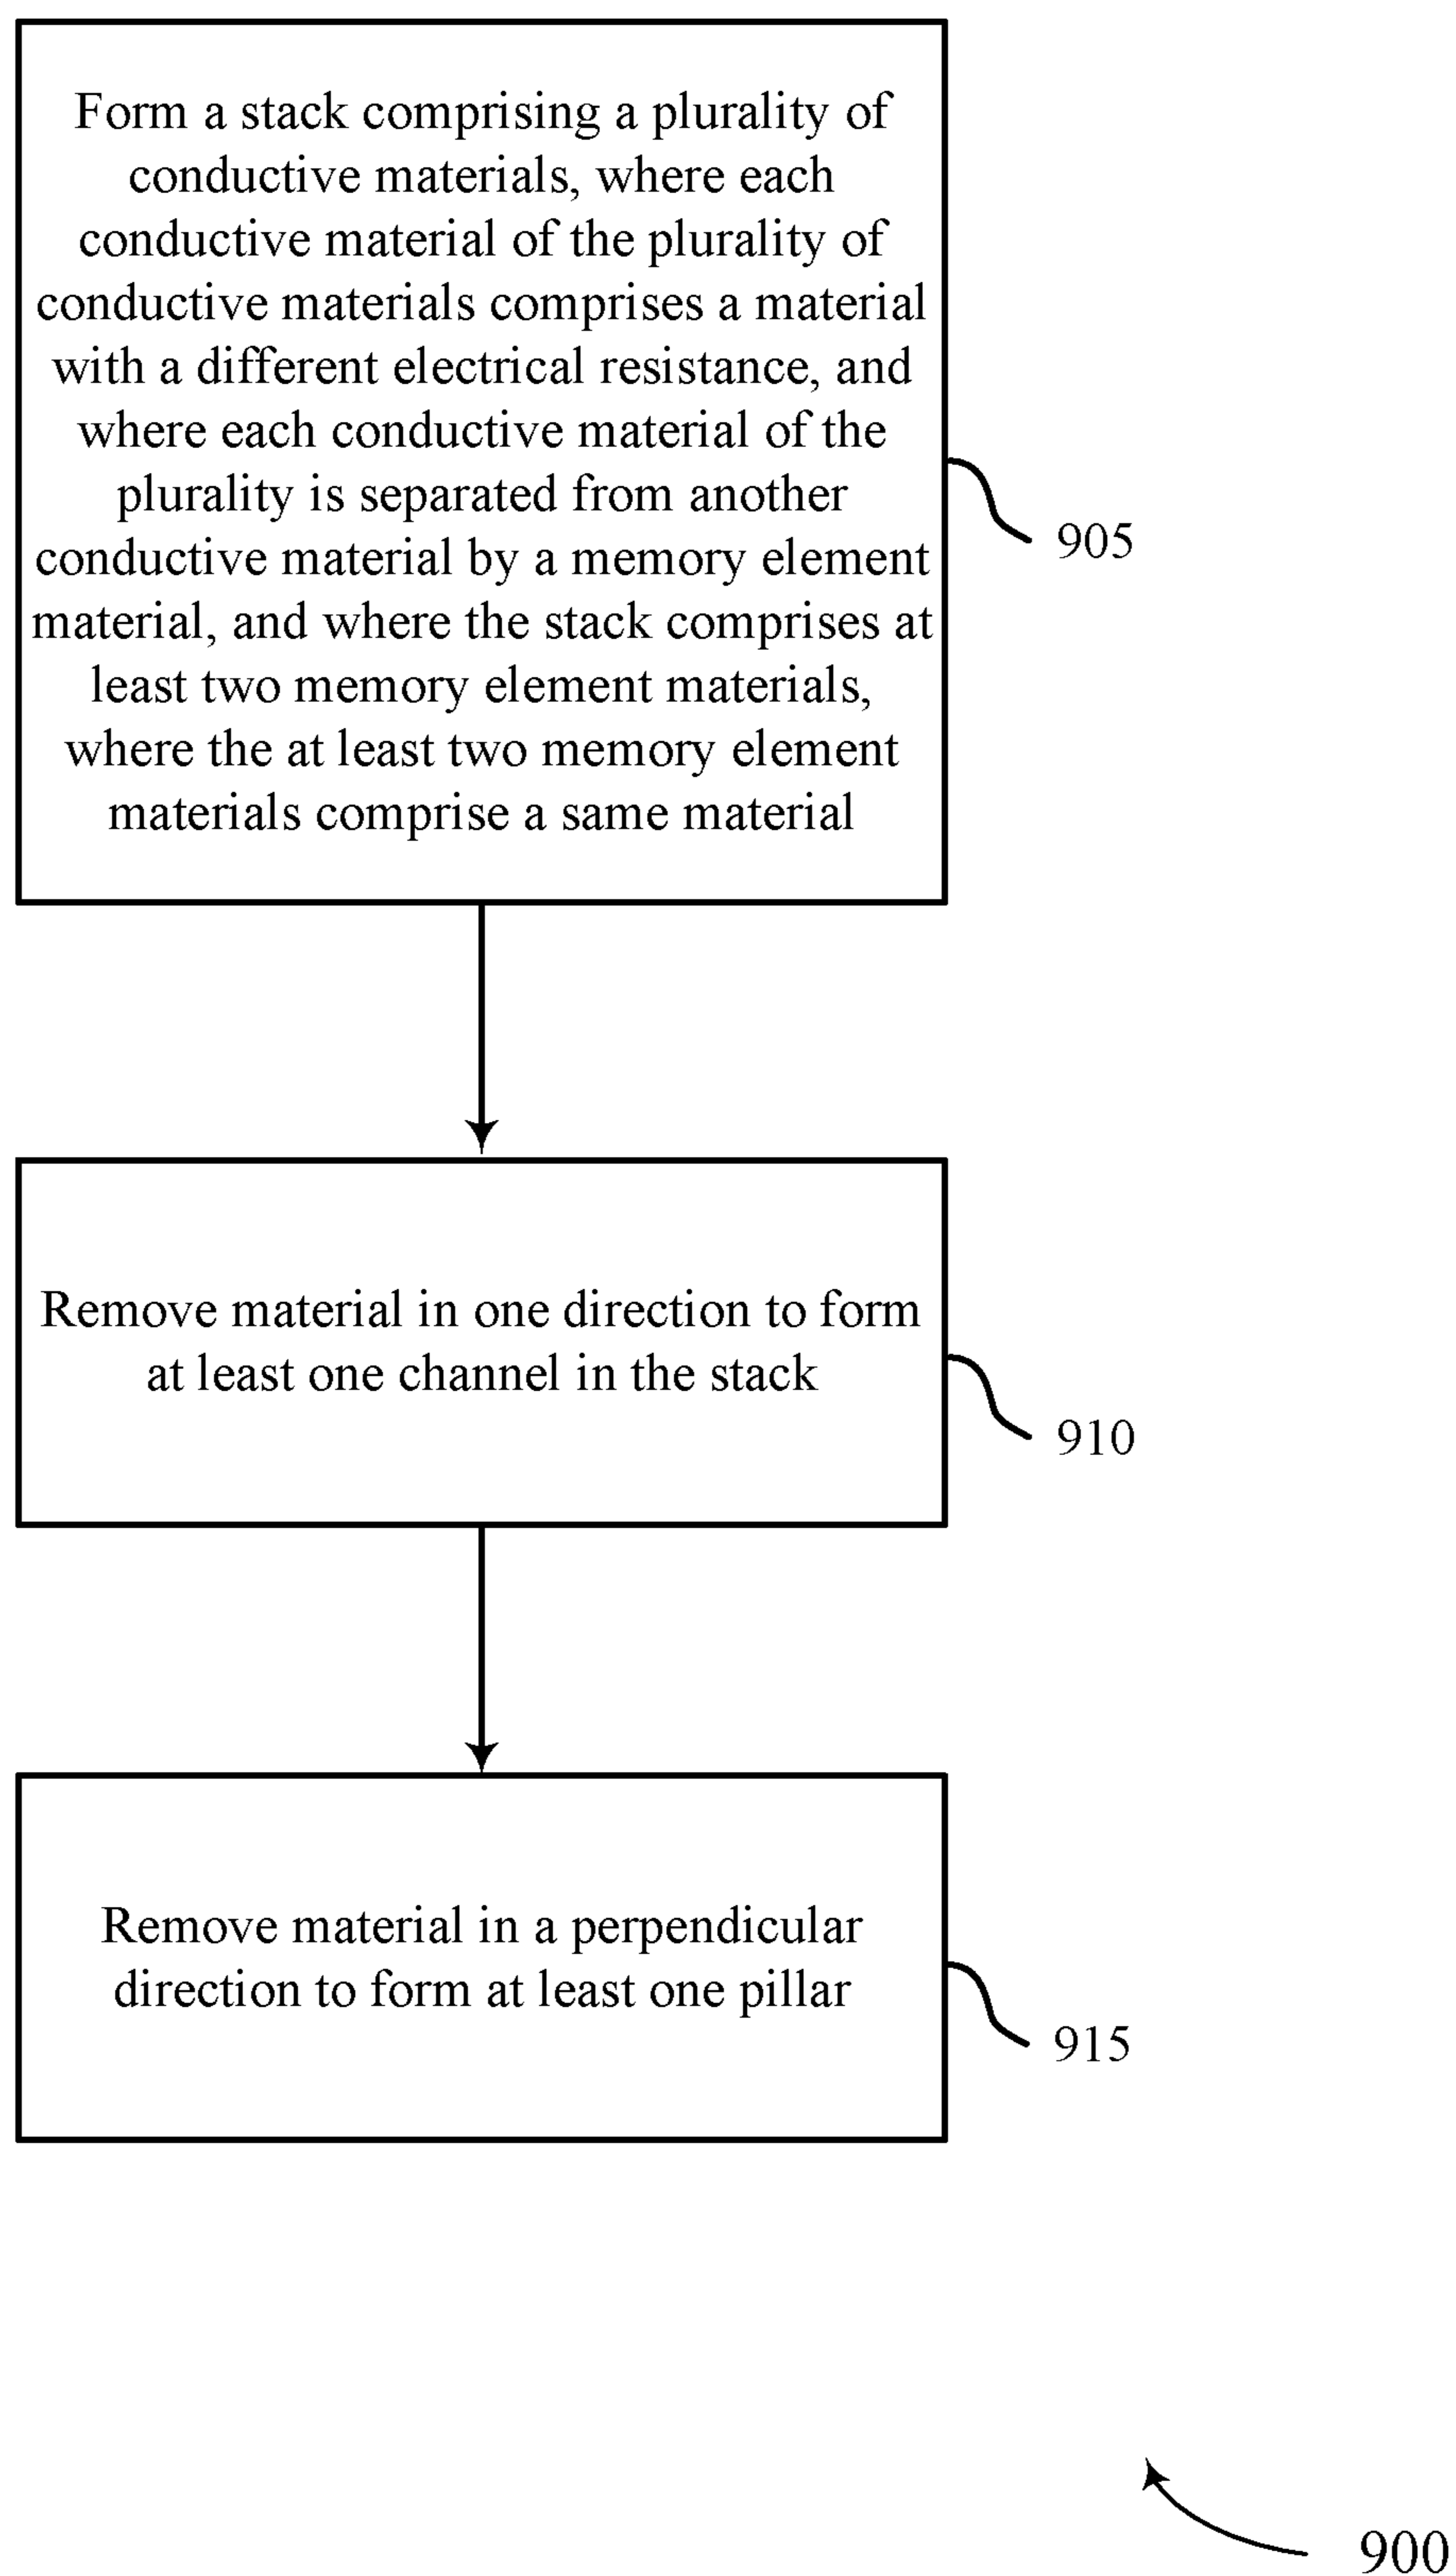 Form a stack comprising a plurality of
conductive materials, where each
conductive material of the plurality of
conductive materials comprises a material
with a different electrical resistance, and
where each conductive material of the
plurality is separated from another
conductive material by a memory element
material, and where the stack comprises at
least two memory element materials,
where the at least two memory element
materials comprise a same material
905
Remove material in one direction to form
at least one channel in the stack
910
Remove material in a perpendicular
direction to form at least one pillar
915
900